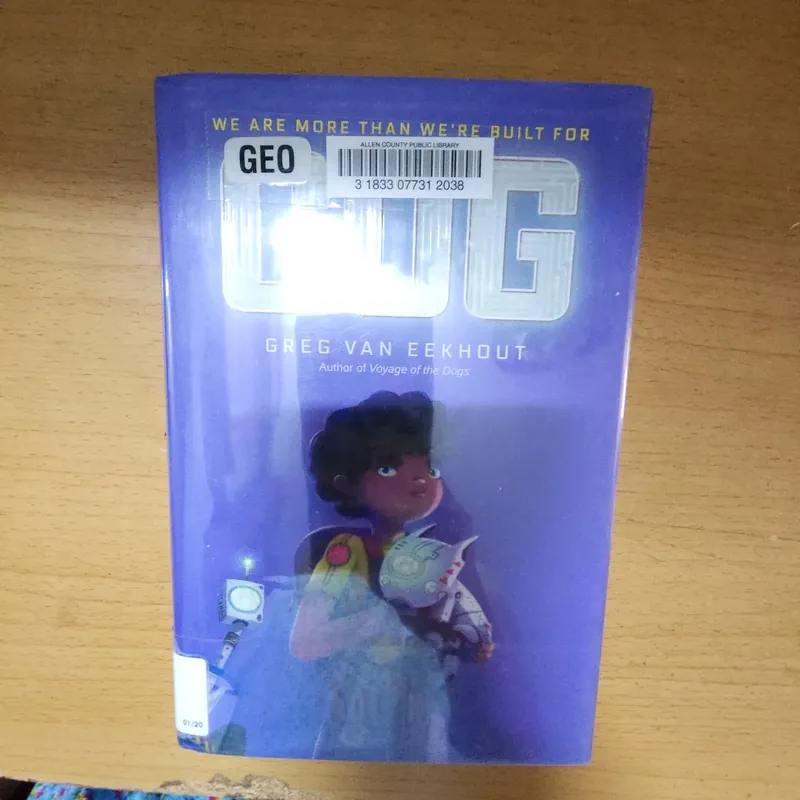 WE ARE MORE THAN WE'RE BUILT FOR
GEO
ALLEN COUNTY PUBLIC LIBRARY
3 1833 07731 2038
COG
GREG VAN EEKHOUT
Author of Voyage of the Dogs
01/20